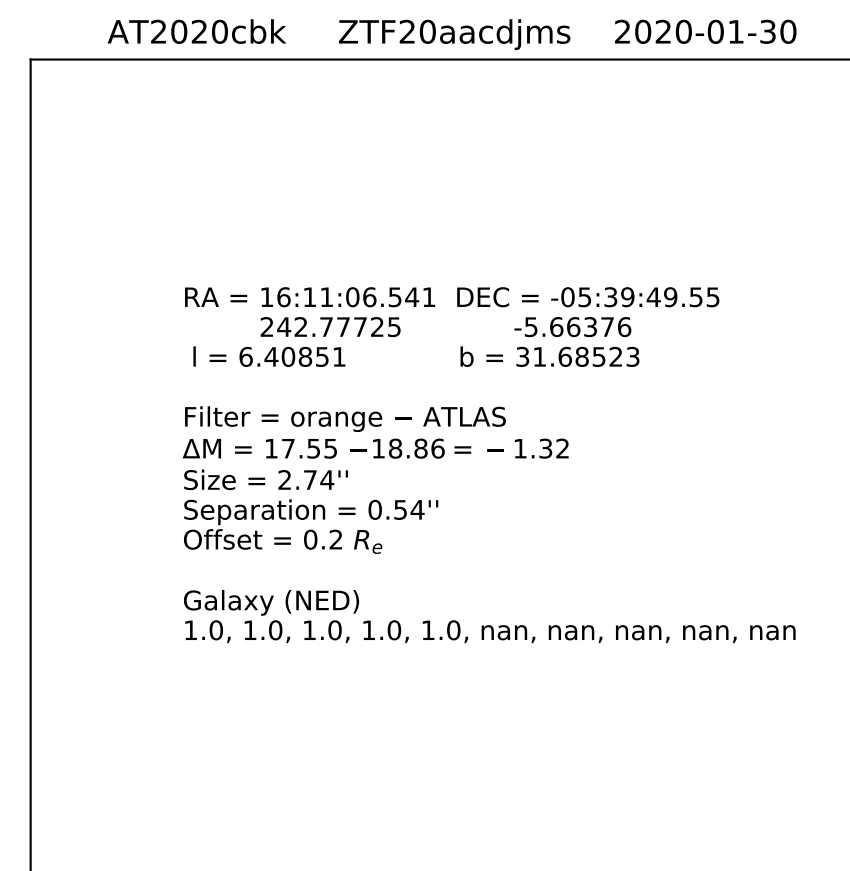 AT2020cbk ZTF20aacdjms 2020-01-30
RA = 16:11:06.541 DEC = -05:39:49.55
242.77725 -5.66376
l = 6.40851 b = 31.68523
Filter = orange − ATLAS
ΔM = 17.55 −18.86 = − 1.32
Size = 2.74''
Separation = 0.54''
Offset = 0.2 Rₑ
Galaxy (NED)
1.0, 1.0, 1.0, 1.0, 1.0, nan, nan, nan, nan, nan